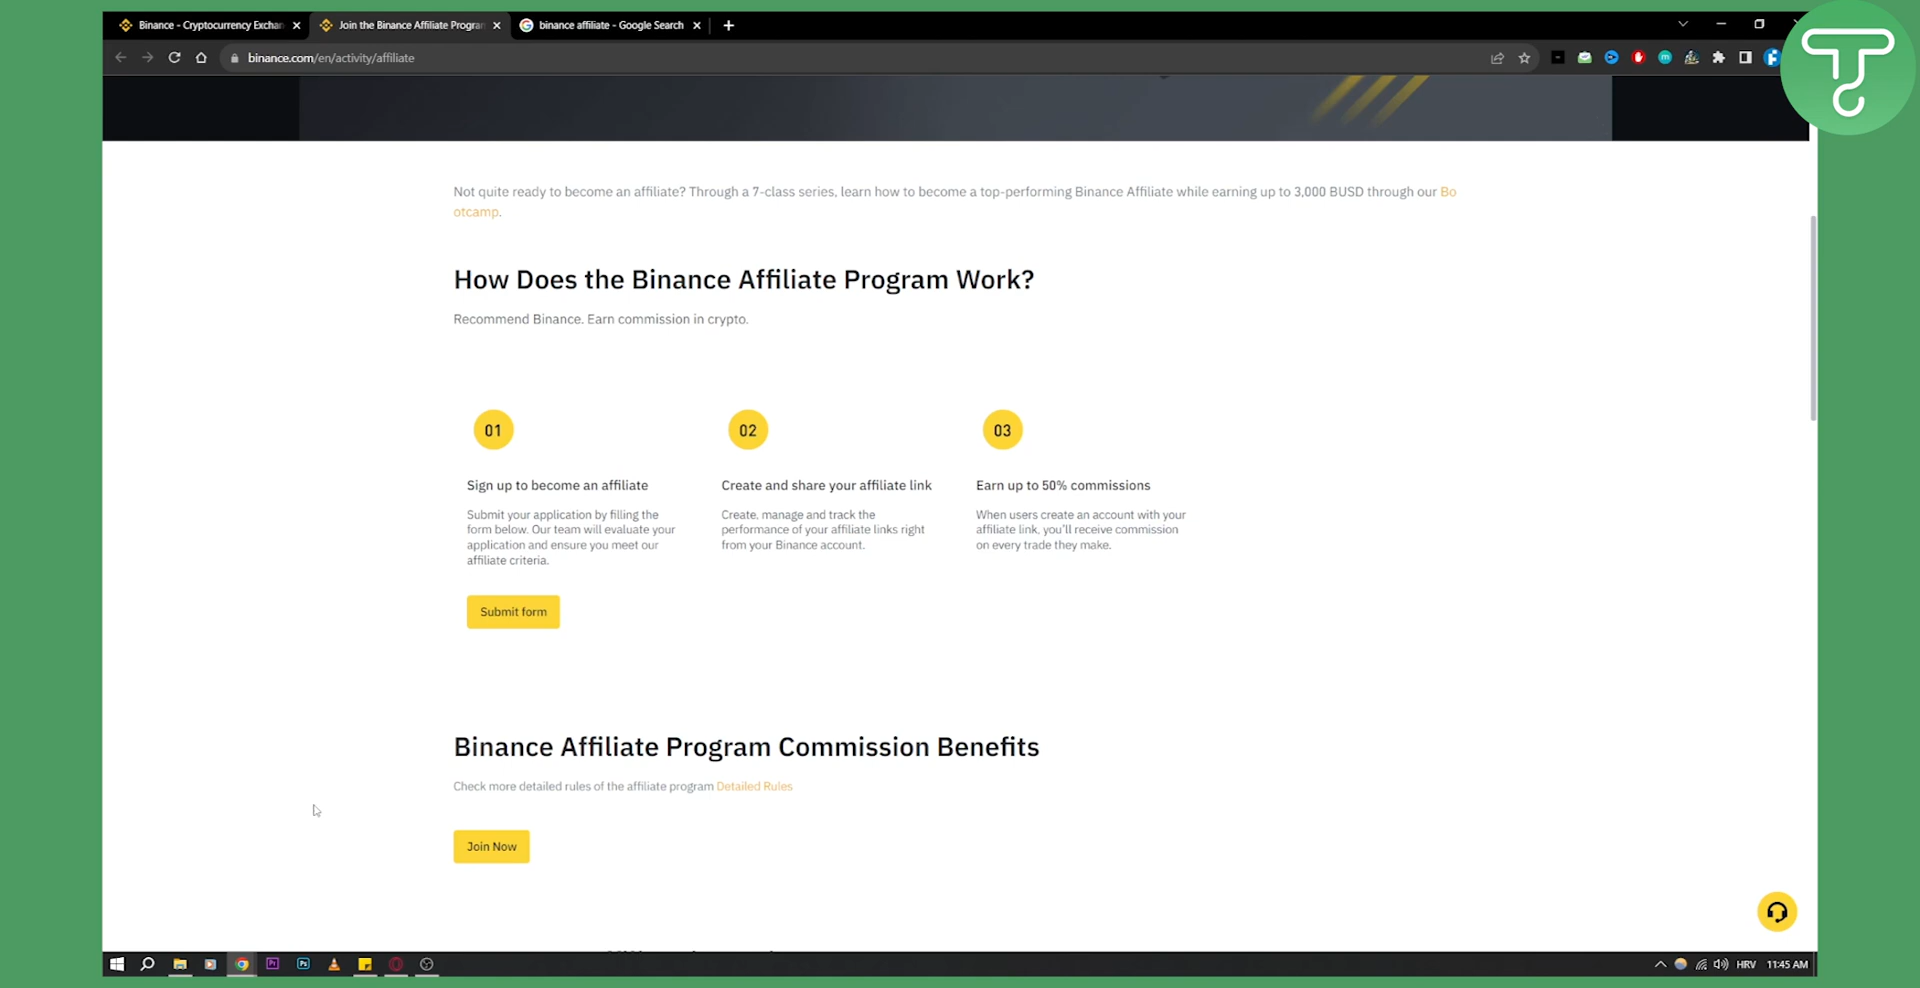 Binance - Cryptocurrency Exchan
Join the Binance Affiliate Program
binance affiliate - Google Search
binance.com/en/activity/affiliate
Not quite ready to become an affiliate? Through a 7-class series, learn how to become a top-performing Binance Affiliate while earning up to 3,000 BUSD through our Bo
otcamp.
How Does the Binance Affiliate Program Work?
Recommend Binance. Earn commission in crypto.
01
02
03
Sign up to become an affiliate
Create and share your affiliate link
Earn up to 50% commissions
Submit your application by filling the
form below. Our team will evaluate your
application and ensure you meet our
affiliate criteria.
Create, manage and track the
performance of your affiliate links right
from your Binance account.
When users create an account with your
affiliate link, you'll receive commission
on every trade they make.
Submit form
Binance Affiliate Program Commission Benefits
Check more detailed rules of the affiliate program Detailed Rules
Join Now
Pr
Ps
HRV
11:45 AM